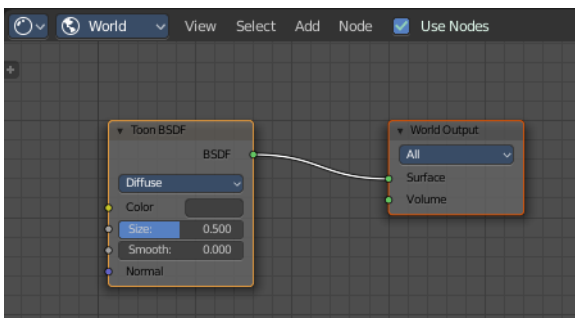 World View Select Add Node Use Nodes
Toon BSDF
BSDF
Diffuse
Color
Size: 0.500
Smooth: 0.000
Normal
World Output
All
Surface
Volume